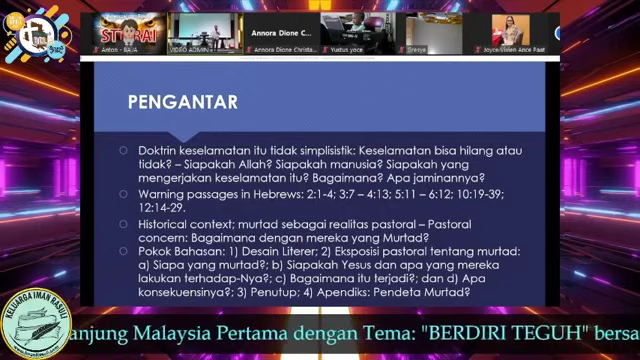 Anton - RAJA
VIDEO ADMIN
Annora Dione C...
Annora Dione Christa...
Yustus yoce
Joyce/Vivien Ance Paat
PENGANTAR
Doktrin keselamatan itu tidak simplisistik: Keselamatan bisa hilang atau
tidak? – Siapakah Allah? Siapakah manusia? Siapakah yang
mengerjakan keselamatan itu? Bagaimana? Apa jaminannya?
Warning passages in Hebrews: 2:1-4; 3:7 – 4:13; 5:11 – 6:12; 10:19-39;
12:14-29.
Historical context; murtad sebagai realitas pastoral – Pastoral
concern: Bagaimana dengan mereka yang Murtad?
Pokok Bahasan: 1) Desain Literer; 2) Eksposisi pastoral tentang murtad:
a) Siapa yang murtad?; b) Siapakah Yesus dan apa yang mereka
lakukan terhadap-Nya?; c) Bagaimana itu terjadi?; dan d) Apa
konsekuensinya?; 3) Penutup; 4) Apendiks: Pendeta Murtad?
KELUARGA IMAN RASULI
anjung Malaysia Pertama dengan Tema: "BERDIRI TEGUH" bersa